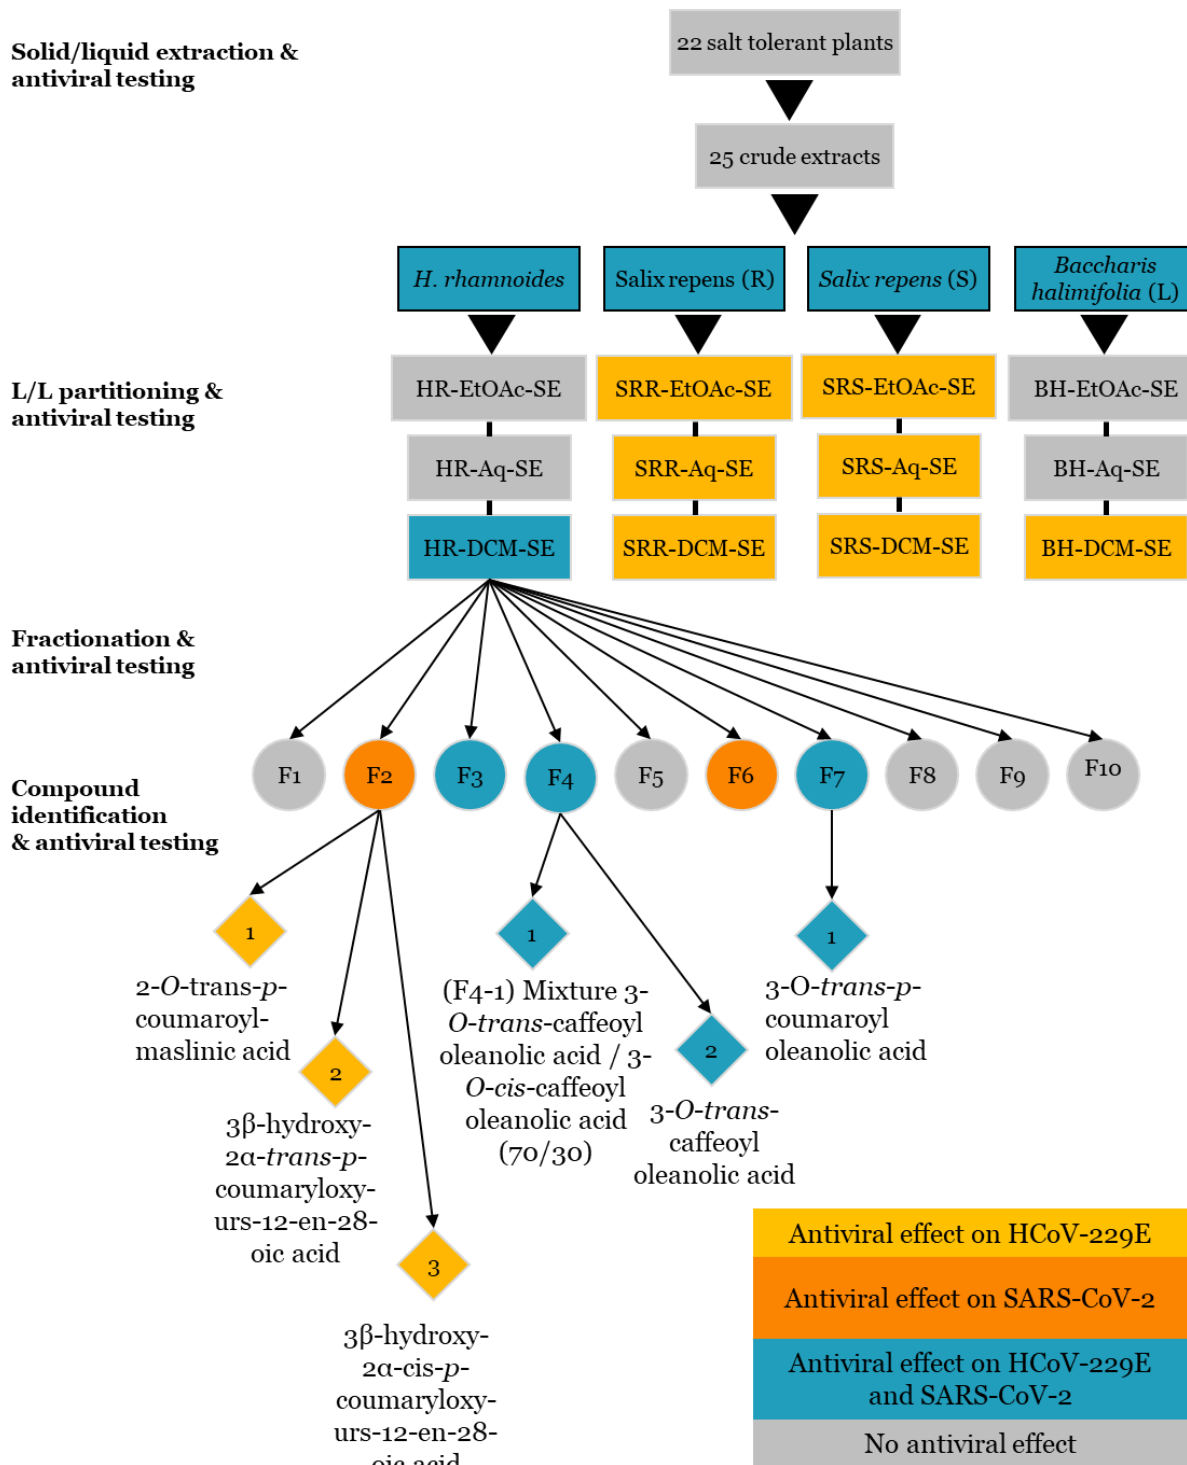 Solid/liquid extraction &
antiviral testing
22 salt tolerant plants
25 crude extracts
H. rhamnoides
Salix repens (R)
Salix repens (S)
Baccharis
halimifolia (L)
L/L partitioning &
antiviral testing
HR-EtOAc-SE
SRR-EtOAc-SE
SRS-EtOAc-SE
BH-EtOAc-SE
HR-Aq-SE
SRR-Aq-SE
SRS-Aq-SE
BH-Aq-SE
HR-DCM-SE
SRR-DCM-SE
SRS-DCM-SE
BH-DCM-SE
Fractionation &
antiviral testing
F1
F2
F3
F4
F5
F6
F7
F8
F9
F10
Compound
identification
& antiviral testing
1
2-O-trans-p-
coumaroyl-
maslinic acid
2
3β-hydroxy-
2α-trans-p-
coumaryloxy-
urs-12-en-28-
oic acid
3
3β-hydroxy-
2α-cis-p-
coumaryloxy-
urs-12-en-28-
oic acid
1
(F4-1) Mixture 3-
O-trans-caffeoyl
oleanolic acid / 3-
O-cis-caffeoyl
oleanolic acid
(70/30)
2
3-O-trans-
caffeoyl
oleanolic acid
1
3-O-trans-p-
coumaroyl
oleanolic acid
Antiviral effect on HCoV-229E
Antiviral effect on SARS-CoV-2
Antiviral effect on HCoV-229E
and SARS-CoV-2
No antiviral effect